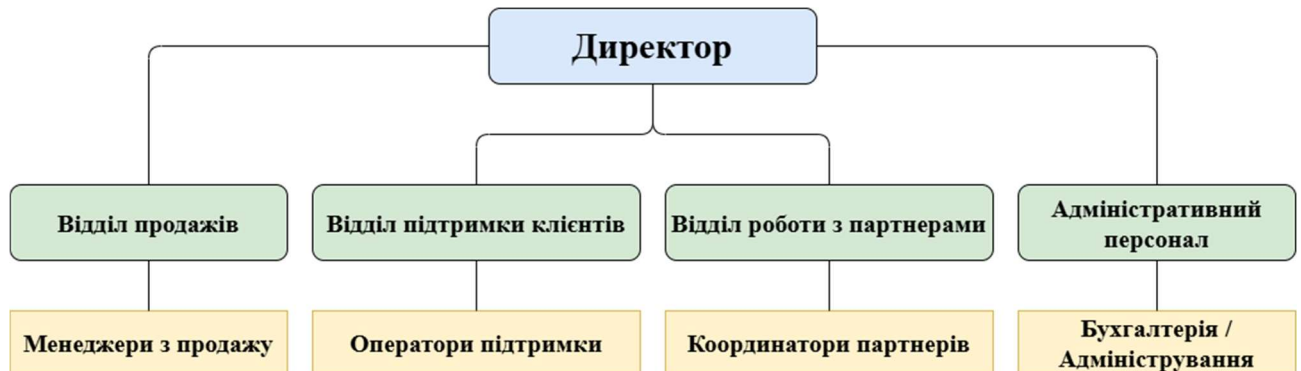 Директор
Відділ продажів
Відділ підтримки клієнтів
Відділ роботи з партнерами
Адміністративний
персонал
Менеджери з продажу
Оператори підтримки
Координатори партнерів
Бухгалтерія /
Адміністрування